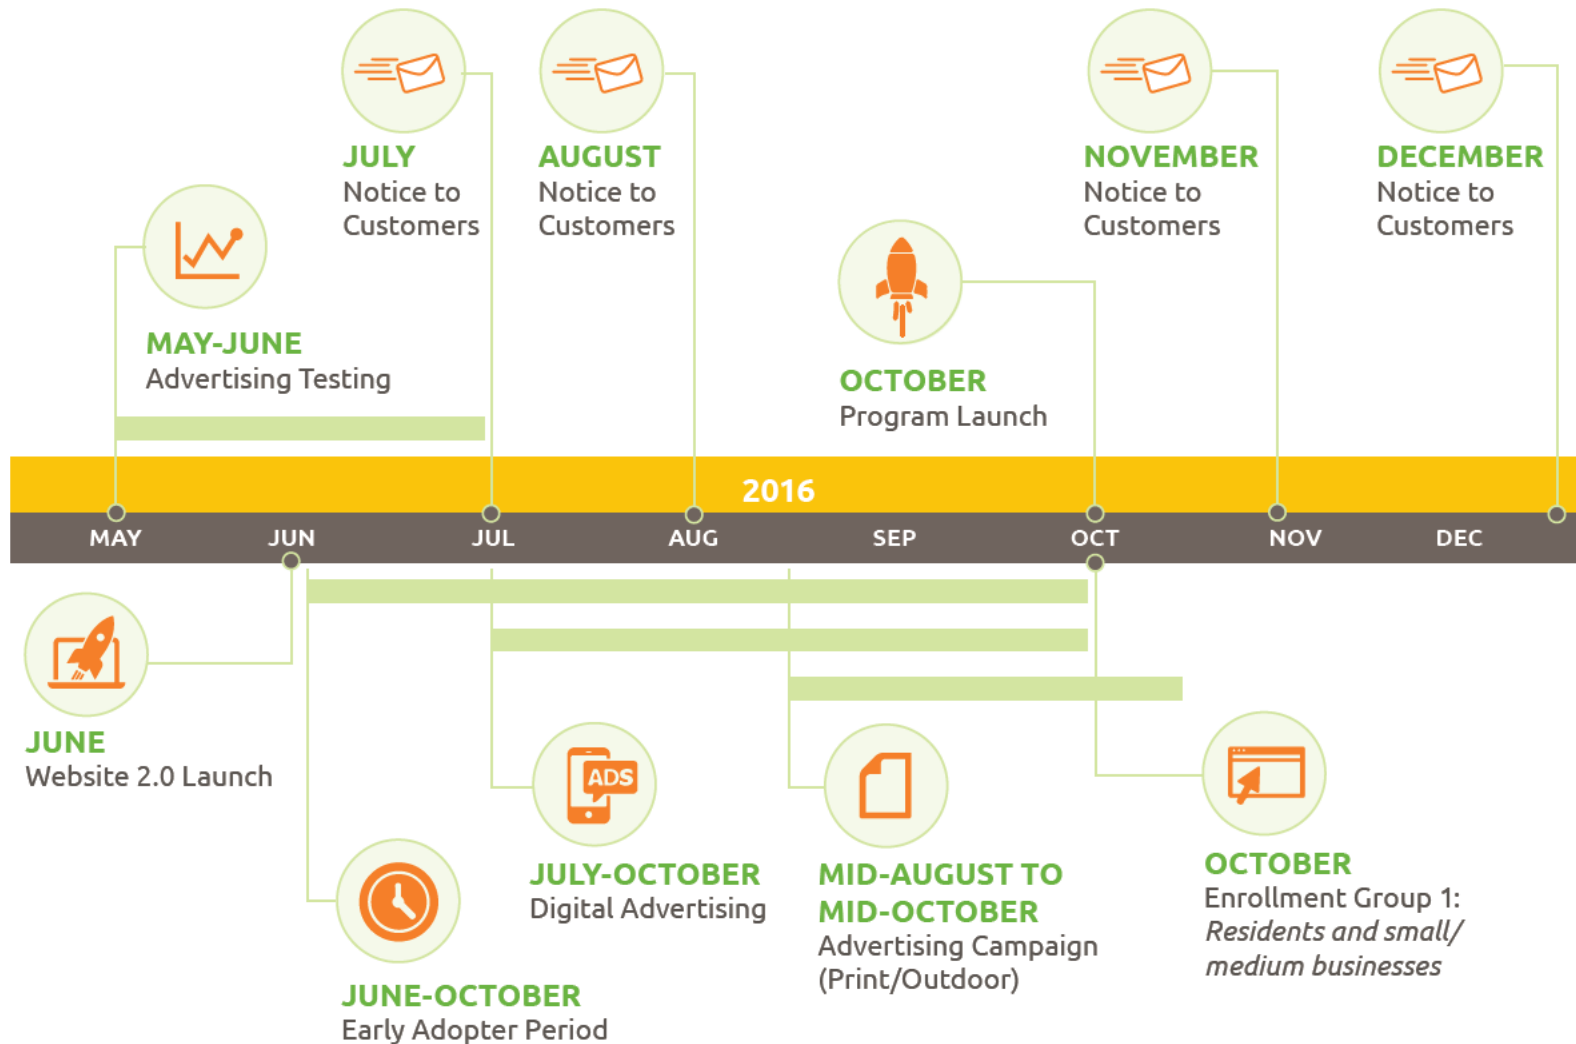 JULY
Notice to
Customers
AUGUST
Notice to
Customers
NOVEMBER
Notice to
Customers
DECEMBER
Notice to
Customers
MAY-JUNE
Advertising Testing
OCTOBER
Program Launch
2016
MAY
JUN
JUL
AUG
SEP
OCT
NOV
DEC
JUNE
Website 2.0 Launch
JUNE-OCTOBER
Early Adopter Period
ADS
JULY-OCTOBER
Digital Advertising
MID-AUGUST TO
MID-OCTOBER
Advertising Campaign
(Print/Outdoor)
OCTOBER
Enrollment Group 1:
Residents and small/
medium businesses